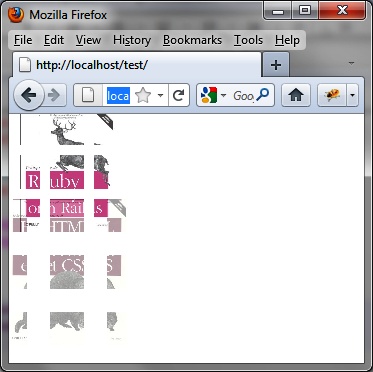 Mozilla Firefox
File Edit View History Bookmarks Tools Help
http://localhost/test/
loca Goo
Ruby
on Rails
HTM
CSS